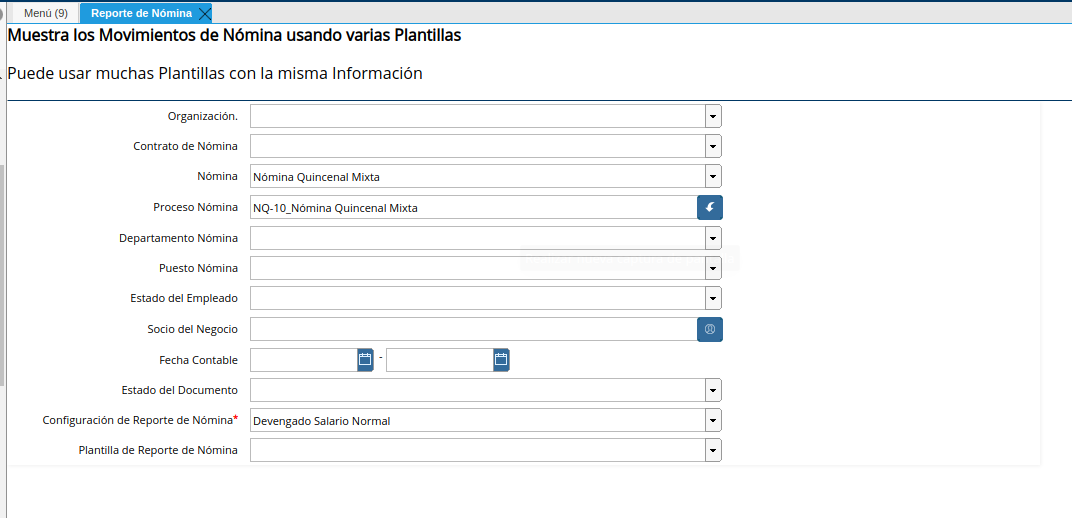 Menú (9) Reporte de Nómina
Muestra los Movimientos de Nómina usando varias Plantillas
Puede usar muchas Plantillas con la misma Información
Organización.
Contrato de Nómina
Nómina Nómina Quincenal Mixta
Proceso Nómina NQ-10_Nómina Quincenal Mixta
Departamento Nómina
Puesto Nómina
Estado del Empleado
Socio del Negocio
Fecha Contable -
Estado del Documento
Configuración de Reporte de Nómina* Devengado Salario Normal
Plantilla de Reporte de Nómina